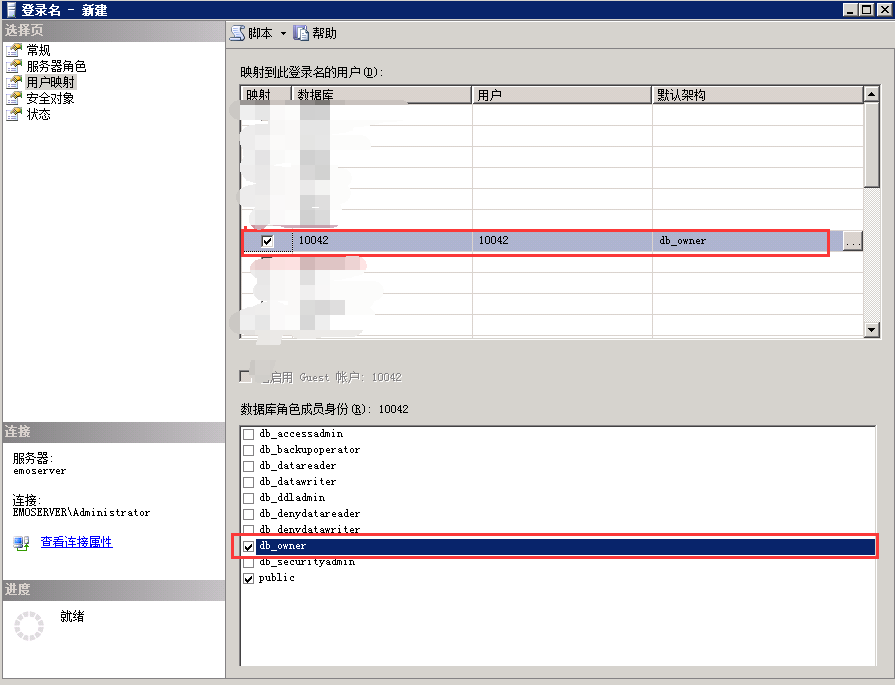 登录名 - 新建
选择页
常规
服务器角色
用户映射
安全对象
状态
脚本 帮助
映射到此登录名的用户(D):
映射 数据库 用户 默认架构
10042 10042 db_owner ...
启用 Guest 帐户: 10042
数据库角色成员身份(R): 10042
db_accessadmin
db_backupoperator
db_datareader
db_datawriter
db_ddladmin
db_denydatareader
db_denydatawriter
db_owner
db_securityadmin
public
连接
服务器:
emoserver
连接:
EMOSERVER\Administrator
查看连接属性
进度
就绪